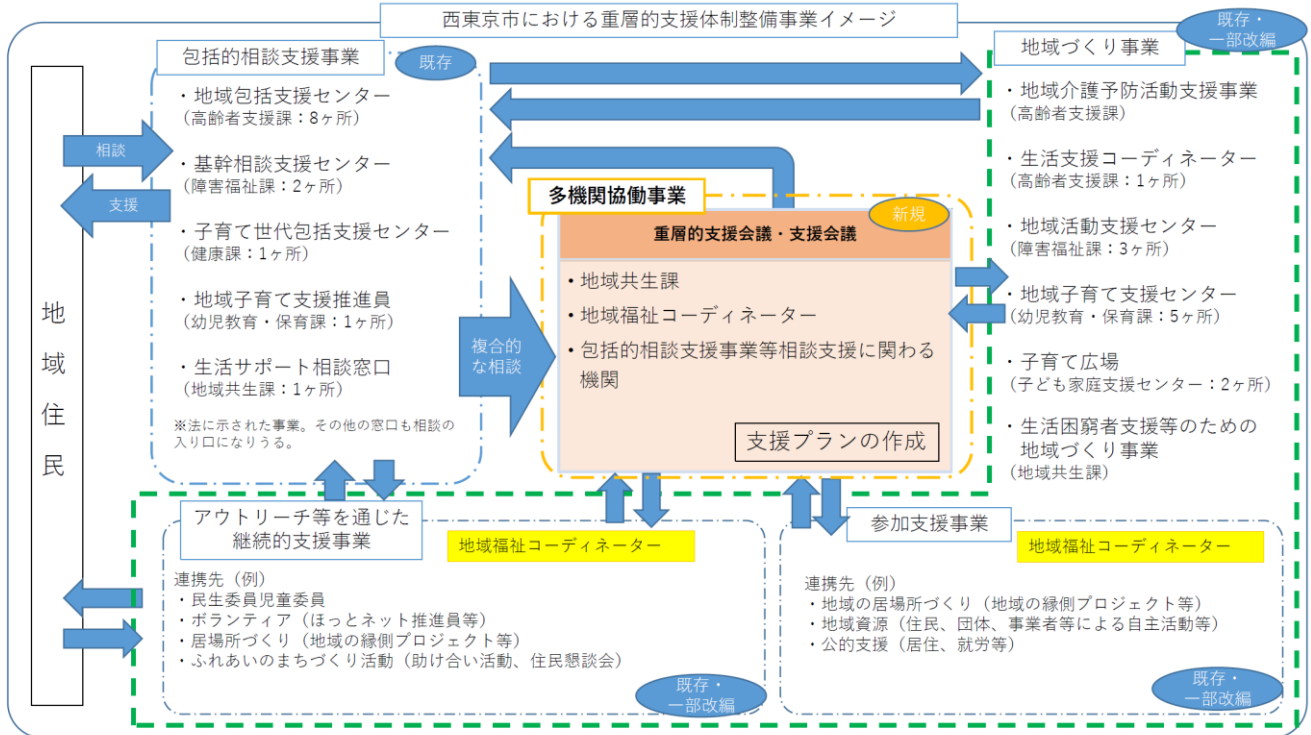 西東京市における重層的支援体制整備事業イメージ
既存・
一部改編
地域住民
相談
支援
包括的相談支援事業
既存
・地域包括支援センター
(高齢者支援課：8ヶ所)
・基幹相談支援センター
(障害福祉課：2ヶ所)
・子育て世代包括支援センター
(健康課：1ヶ所)
・地域子育て支援推進員
(幼児教育・保育課：1ヶ所)
・生活サポート相談窓口
(地域共生課：1ヶ所)
※法に示された事業。その他の窓口も相談の
入り口になりうる。
複合的
な相談
多機関協働事業
新規
重層的支援会議・支援会議
・地域共生課
・地域福祉コーディネーター
・包括的相談支援事業等相談支援に関わる
機関
支援プランの作成
地域づくり事業
・地域介護予防活動支援事業
(高齢者支援課)
・生活支援コーディネーター
(高齢者支援課：1ヶ所)
・地域活動支援センター
(障害福祉課：3ヶ所)
・地域子育て支援センター
(幼児教育・保育課：5ヶ所)
・子育て広場
(子ども家庭支援センター：2ヶ所)
・生活困窮者支援等のための
地域づくり事業
(地域共生課)
アウトリーチ等を通じた
継続的支援事業
地域福祉コーディネーター
連携先（例）
・民生委員児童委員
・ボランティア（ほっとネット推進員等）
・居場所づくり（地域の縁側プロジェクト等）
・ふれあいのまちづくり活動（助け合い活動、住民懇談会）
既存・
一部改編
参加支援事業
地域福祉コーディネーター
連携先（例）
・地域の居場所づくり（地域の縁側プロジェクト等）
・地域資源（住民、団体、事業者等による自主活動等）
・公的支援（居住、就労等）
既存・
一部改編